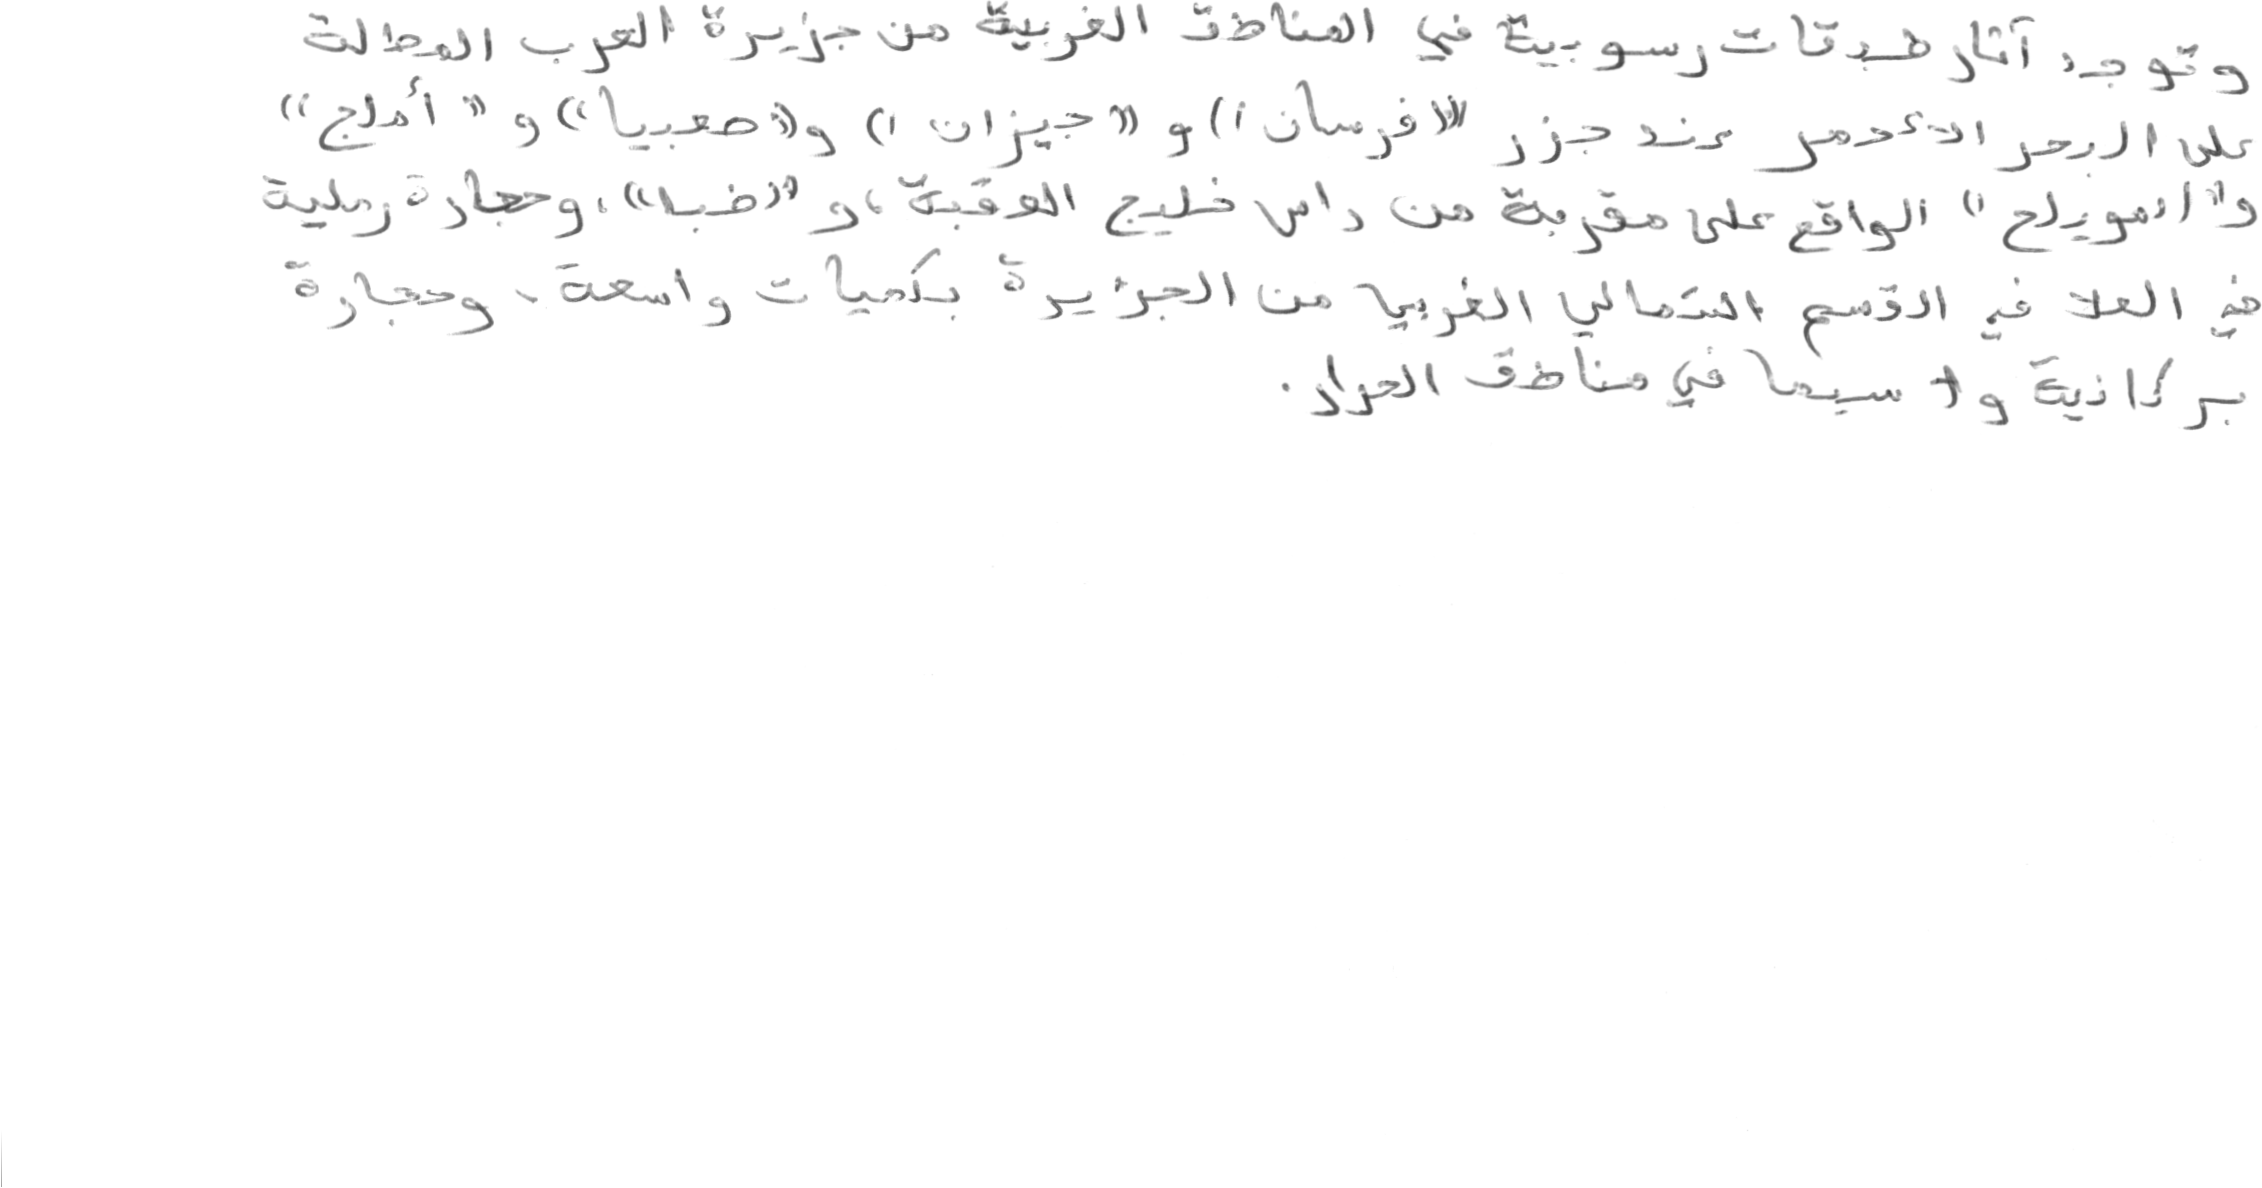 وتوجد آثار طبقات رسوبية في المناطق الغربية من جزيرة العرب المطلة
على البحر الأحمر عند جزر "فرسان" و "جيزان" و"صعبيا" و "أملج"
و"المويلح" الواقع على مقربة من راس خليج العقبة، و "ضبا"، وحجارة رملية
في العلا في القسم الشمالي الغربي من الجزيرة بكميات واسعة، وحجارة
بركانية ولا سيما في مناطق الحرار.